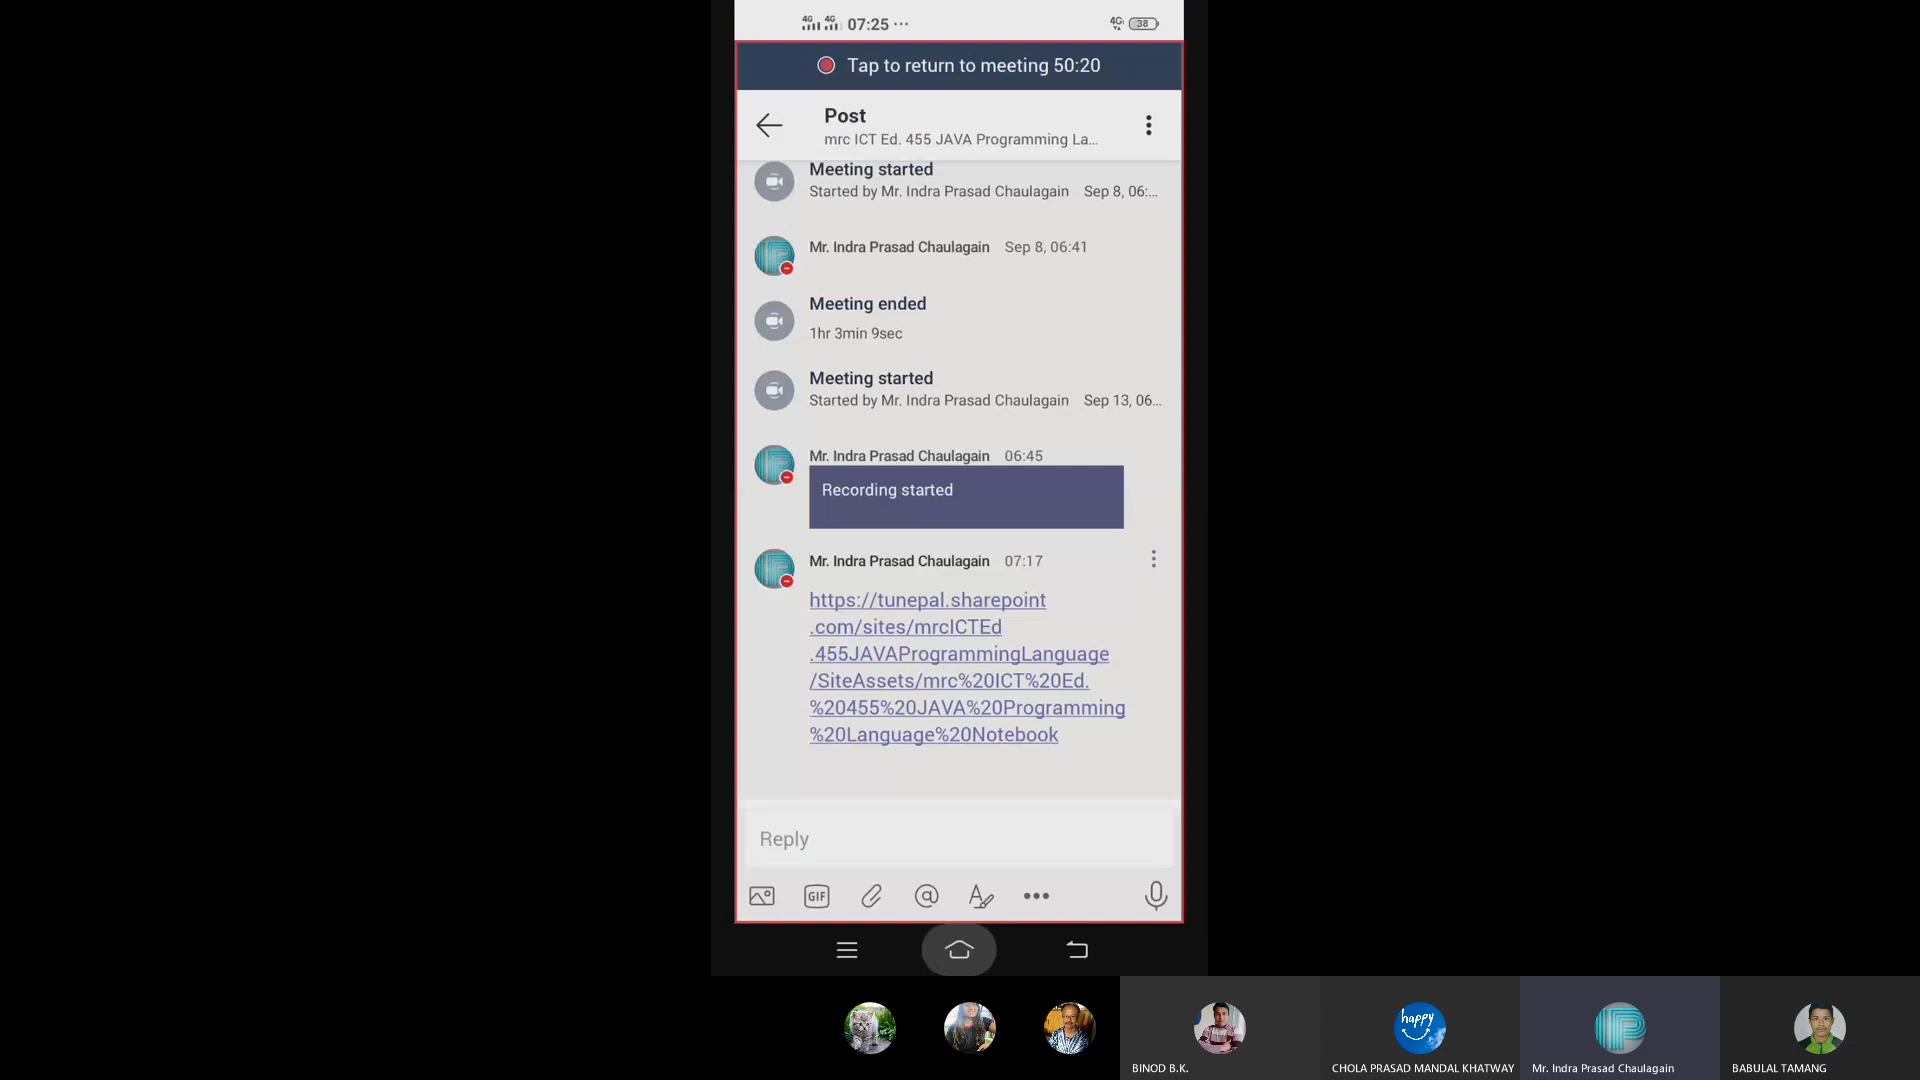 4G 4G 07:25 ··· 4G 38
Tap to return to meeting 50:20
Post
mrc ICT Ed. 455 JAVA Programming La...
Meeting started
Started by Mr. Indra Prasad Chaulagain Sep 8, 06:...
Mr. Indra Prasad Chaulagain Sep 8, 06:41
Meeting ended
1hr 3min 9sec
Meeting started
Started by Mr. Indra Prasad Chaulagain Sep 13, 06...
Mr. Indra Prasad Chaulagain 06:45
Recording started
Mr. Indra Prasad Chaulagain 07:17
https://tunepal.sharepoint
.com/sites/mrcICTEd
.455JAVAProgrammingLanguage
/SiteAssets/mrc%20ICT%20Ed.
%20455%20JAVA%20Programming
%20Language%20Notebook
Reply
GIF
happy
BINOD B.K. CHOLA PRASAD MANDAL KHATWAY Mr. Indra Prasad Chaulagain BABULAL TAMANG